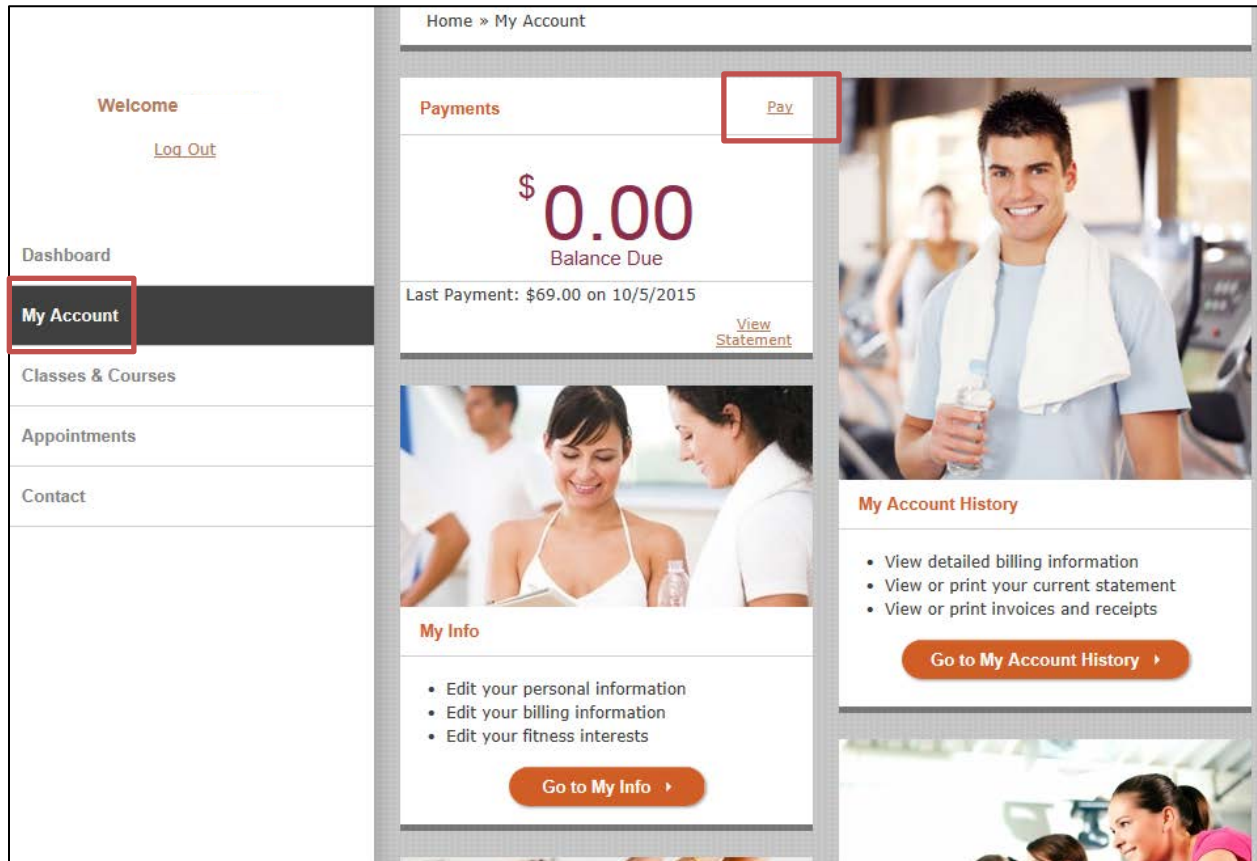 Home » My Account
Welcome
Log Out
Dashboard
My Account
Classes & Courses
Appointments
Contact
Payments
Pay
$0.00
Balance Due
Last Payment: $69.00 on 10/5/2015
View
Statement
My Info
• Edit your personal information
• Edit your billing information
• Edit your fitness interests
Go to My Info
My Account History
• View detailed billing information
• View or print your current statement
• View or print invoices and receipts
Go to My Account History